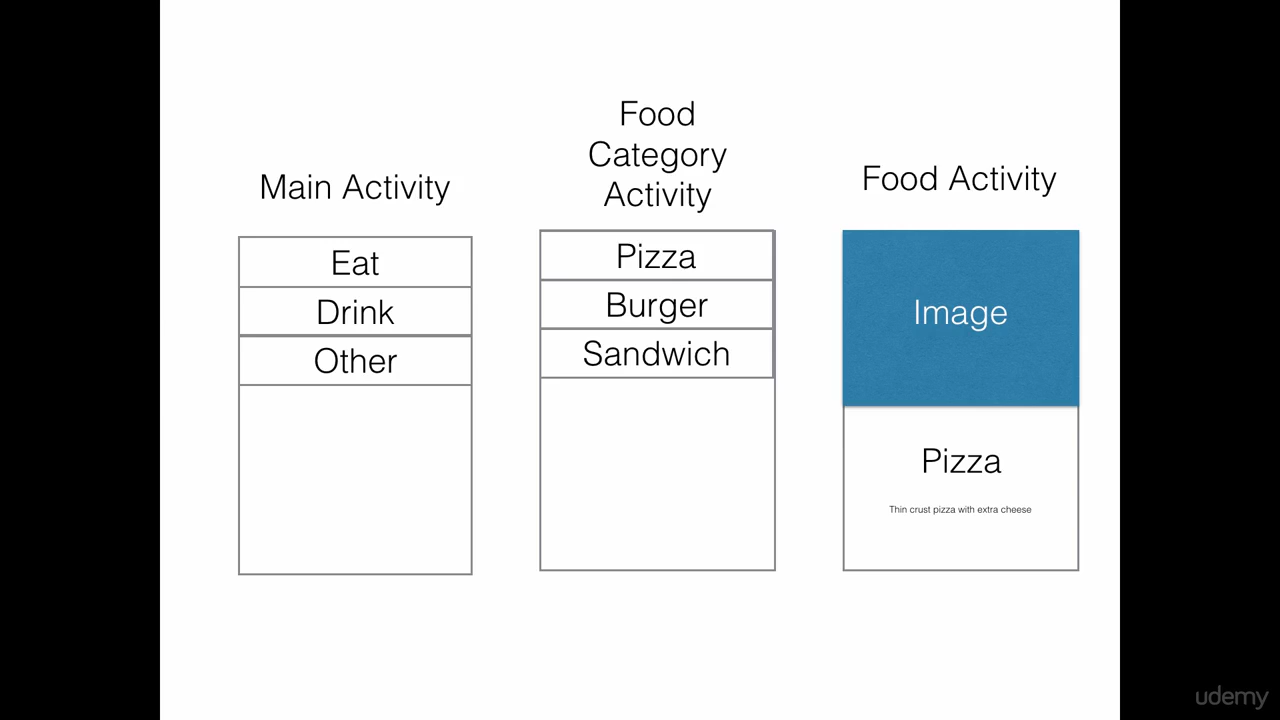 Main Activity
Eat
Drink
Other
Food
Category
Activity
Pizza
Burger
Sandwich
Food Activity
Image
Pizza
Thin crust pizza with extra cheese
udemy